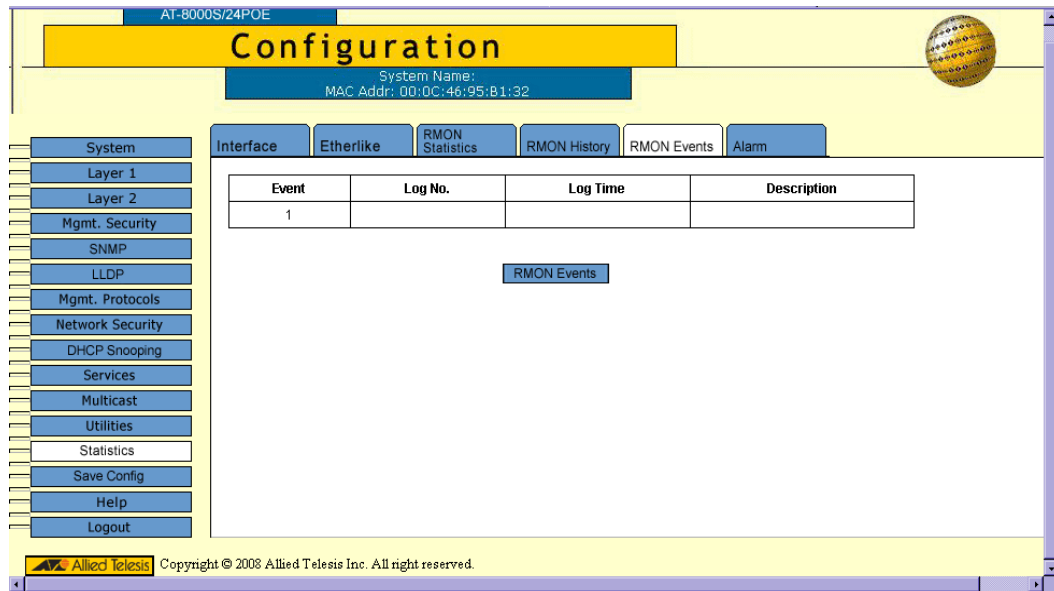 AT-8000S/24POE
Configuration
System Name:
MAC Addr: 00:0C:46:95:B1:32
Interface
Etherlike
RMON
Statistics
RMON History
RMON Events
Alarm
System
Layer 1
Layer 2
Mgmt. Security
SNMP
LLDP
Mgmt. Protocols
Network Security
DHCP Snooping
Services
Multicast
Utilities
Statistics
Save Config
Help
Logout
Event Log No. Log Time Description
1
RMON Events
Allied Telesis Copyright © 2008 Allied Telesis Inc. All right reserved.